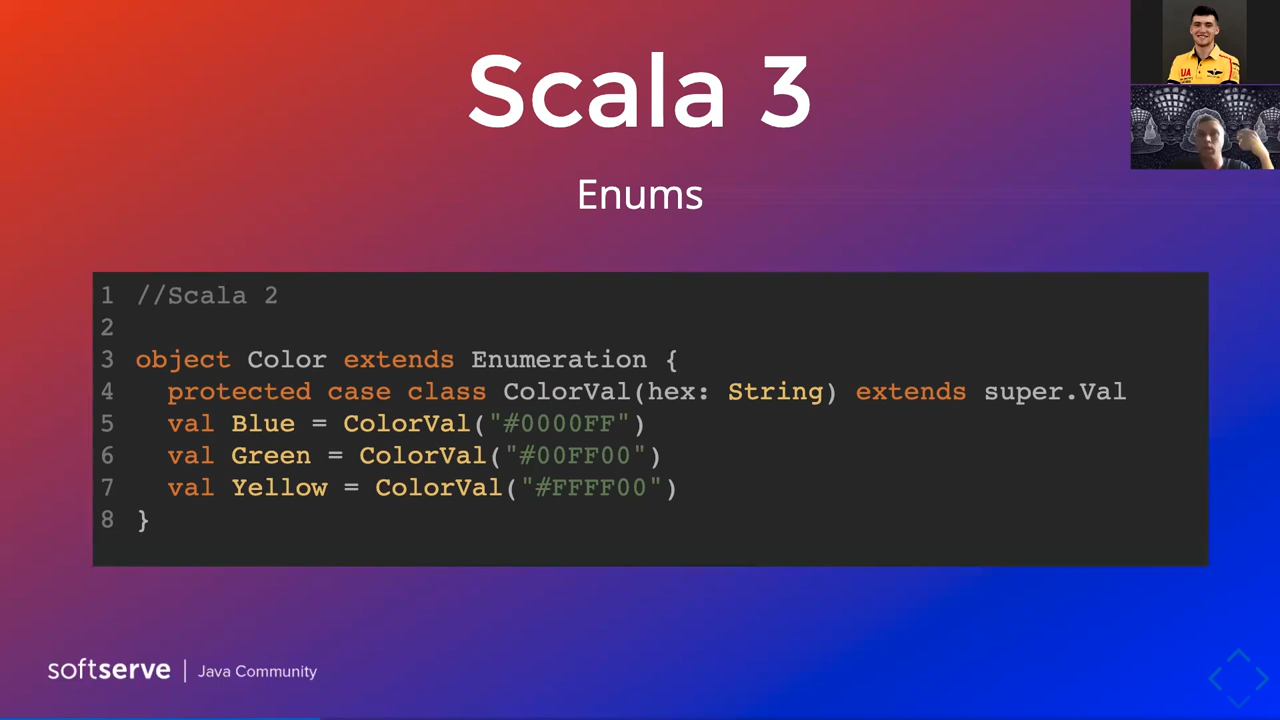 Scala 3
Enums
1 //Scala 2
2
3 object Color extends Enumeration {
4   protected case class ColorVal(hex: String) extends super.Val
5   val Blue = ColorVal("#0000FF")
6   val Green = ColorVal("#00FF00")
7   val Yellow = ColorVal("#FFFF00")
8 }
softserve | Java Community
UA